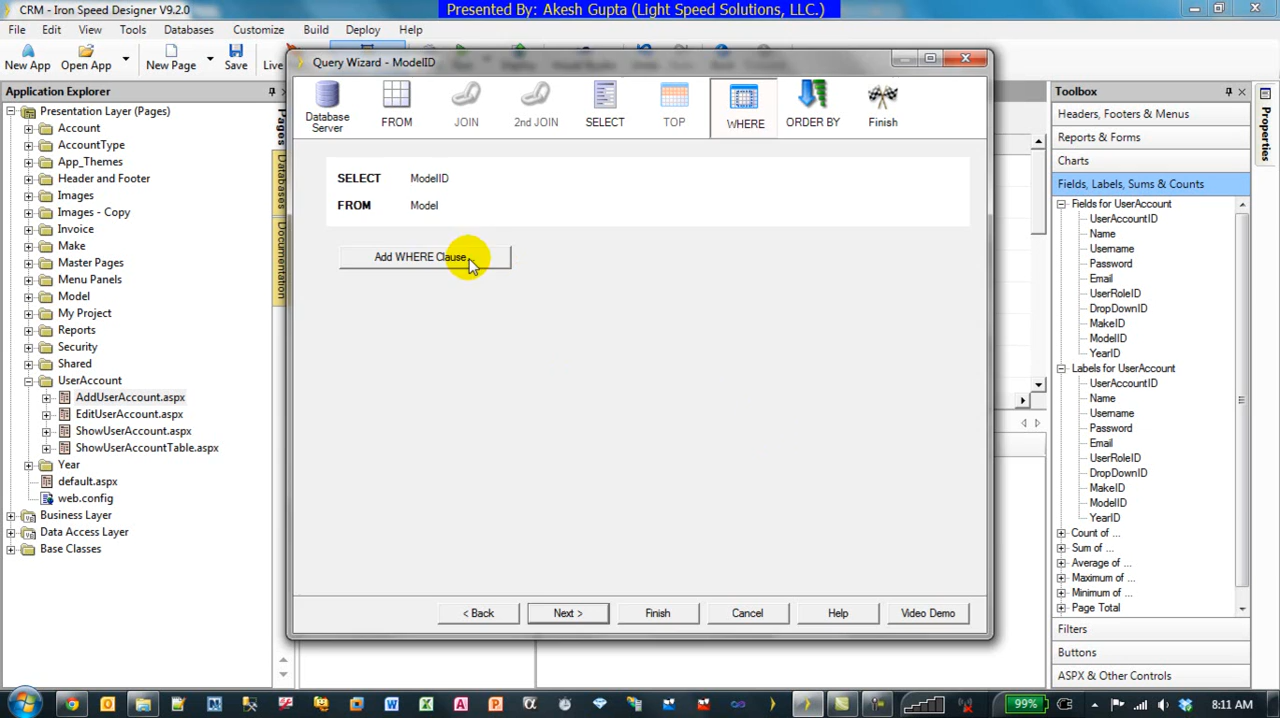 CRM - Iron Speed Designer V9.2.0
Presented By: Akesh Gupta (Light Speed Solutions, LLC.)
File Edit View Tools Databases Customize Build Deploy Help
New App Open App New Page Save Live
Application Explorer
Presentation Layer (Pages)
Account
AccountType
App_Themes
Header and Footer
Images
Images - Copy
Invoice
Make
Master Pages
Menu Panels
Model
My Project
Reports
Security
Shared
UserAccount
AddUserAccount.aspx
EditUserAccount.aspx
ShowUserAccount.aspx
ShowUserAccountTable.aspx
Year
default.aspx
web.config
Business Layer
Data Access Layer
Base Classes
Pages
Databases
Documentation
Query Wizard - ModelID
Database Server
FROM
JOIN
2nd JOIN
SELECT
TOP
WHERE
ORDER BY
Finish
SELECT ModelID
FROM Model
Add WHERE Clause...
< Back Next > Finish Cancel Help Video Demo
Toolbox
Headers, Footers & Menus
Reports & Forms
Charts
Fields, Labels, Sums & Counts
Fields for UserAccount
UserAccountID
Name
Username
Password
Email
UserRoleID
DropDownID
MakeID
ModelID
YearID
Labels for UserAccount
UserAccountID
Name
Username
Password
Email
UserRoleID
DropDownID
MakeID
ModelID
YearID
Count of ...
Sum of ...
Average of ...
Maximum of ...
Minimum of ...
Page Total
Filters
Buttons
ASPX & Other Controls
Properties
99%
8:11 AM